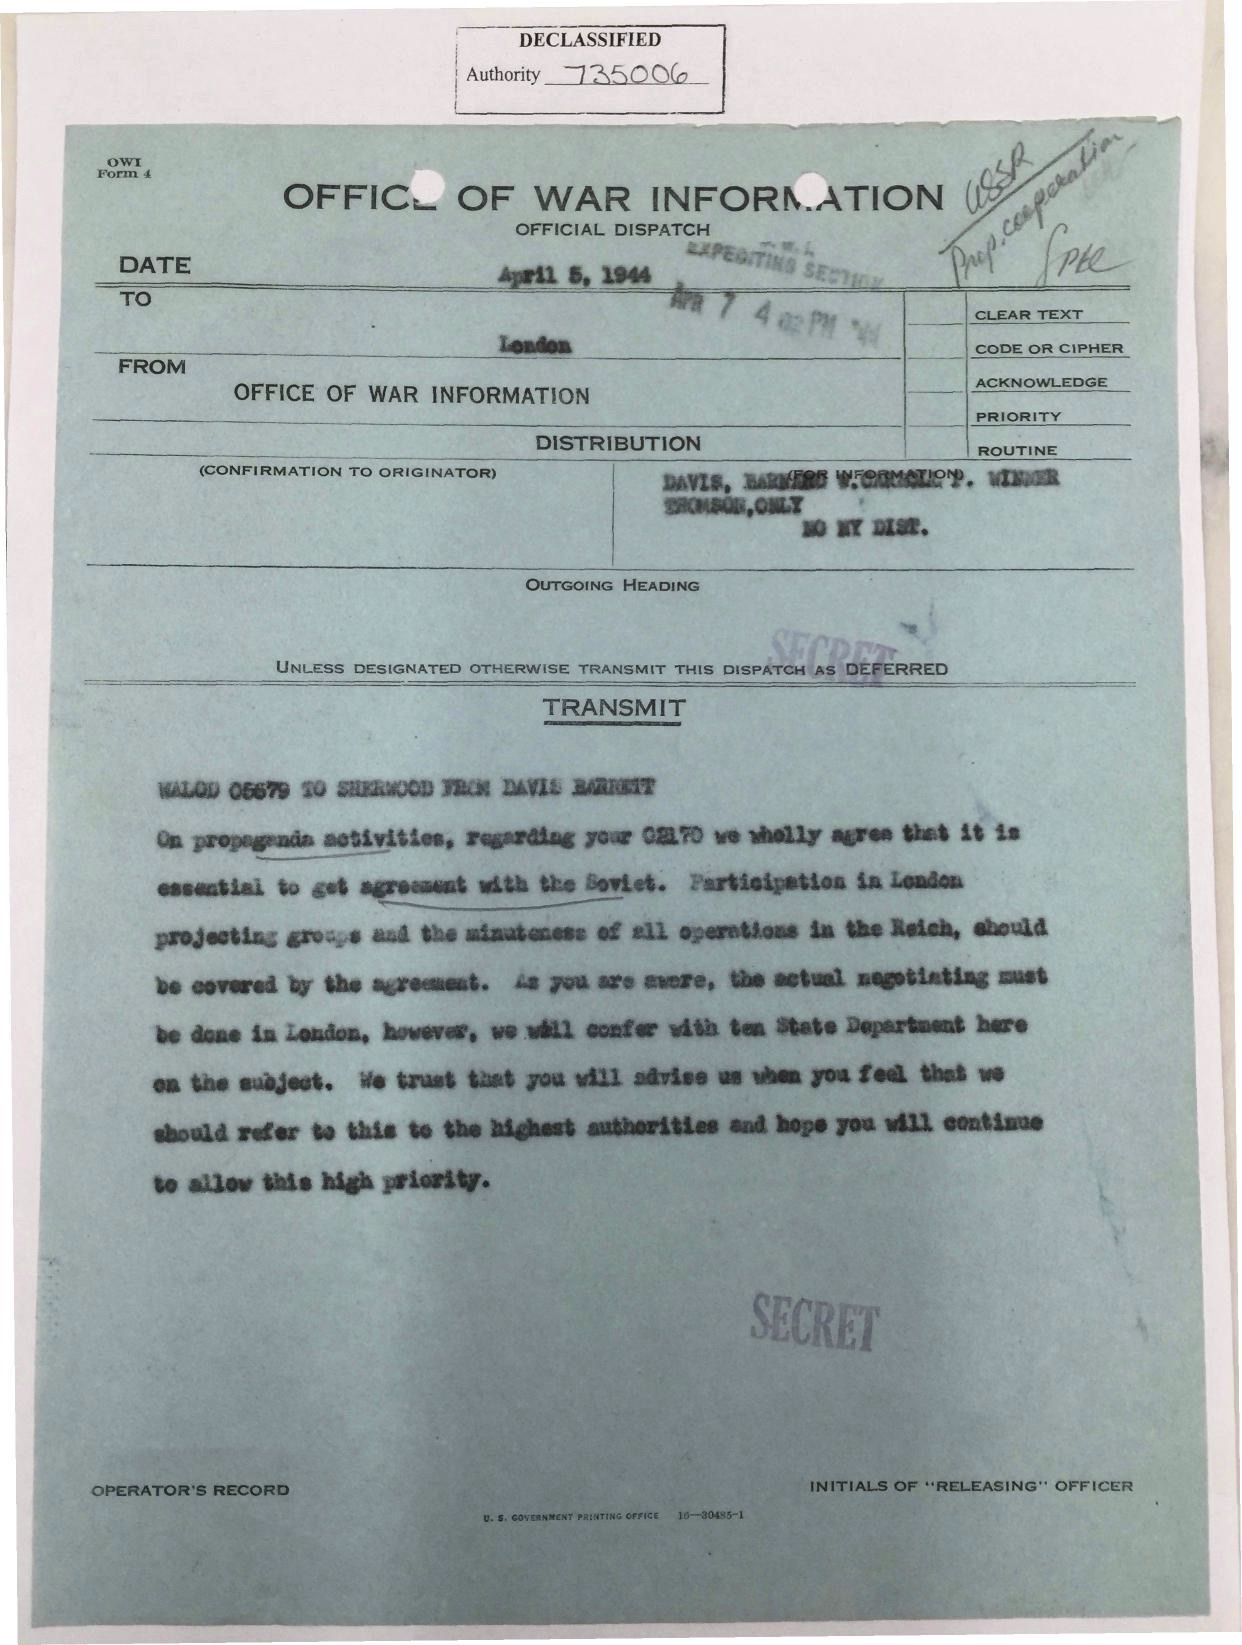 DECLASSIFIED
Authority 735006
OWI
Form 4
USSR
Prop. cooperation
OFFICE OF WAR INFORMATION
OFFICIAL DISPATCH
O.W.I.
EXPEDITING SECTION
DATE
April 5, 1944
APR 7 4 02 PM '44
TO
London
CLEAR TEXT
CODE OR CIPHER
FROM
OFFICE OF WAR INFORMATION
ACKNOWLEDGE
PRIORITY
ROUTINE
DISTRIBUTION
(CONFIRMATION TO ORIGINATOR)
(FOR INFORMATION)
DAVIS, P. WINNER
THOMSON,ONLY
NO NY DIST.
OUTGOING HEADING
SECRET
UNLESS DESIGNATED OTHERWISE TRANSMIT THIS DISPATCH AS DEFERRED
TRANSMIT
WALOD 05679 TO SHERWOOD FROM DAVIS BARRETT
On propaganda activities, regarding your 02170 we wholly agree that it is
essential to get agreement with the Soviet. Participation in London
projecting groups and the minuteness of all operations in the Reich, should
be covered by the agreement. As you are aware, the actual negotiating must
be done in London, however, we will confer with ten State Department here
on the subject. We trust that you will advise us when you feel that we
should refer to this to the highest authorities and hope you will continue
to allow this high priority.
SECRET
OPERATOR'S RECORD
INITIALS OF "RELEASING" OFFICER
U. S. GOVERNMENT PRINTING OFFICE 16—30485-1